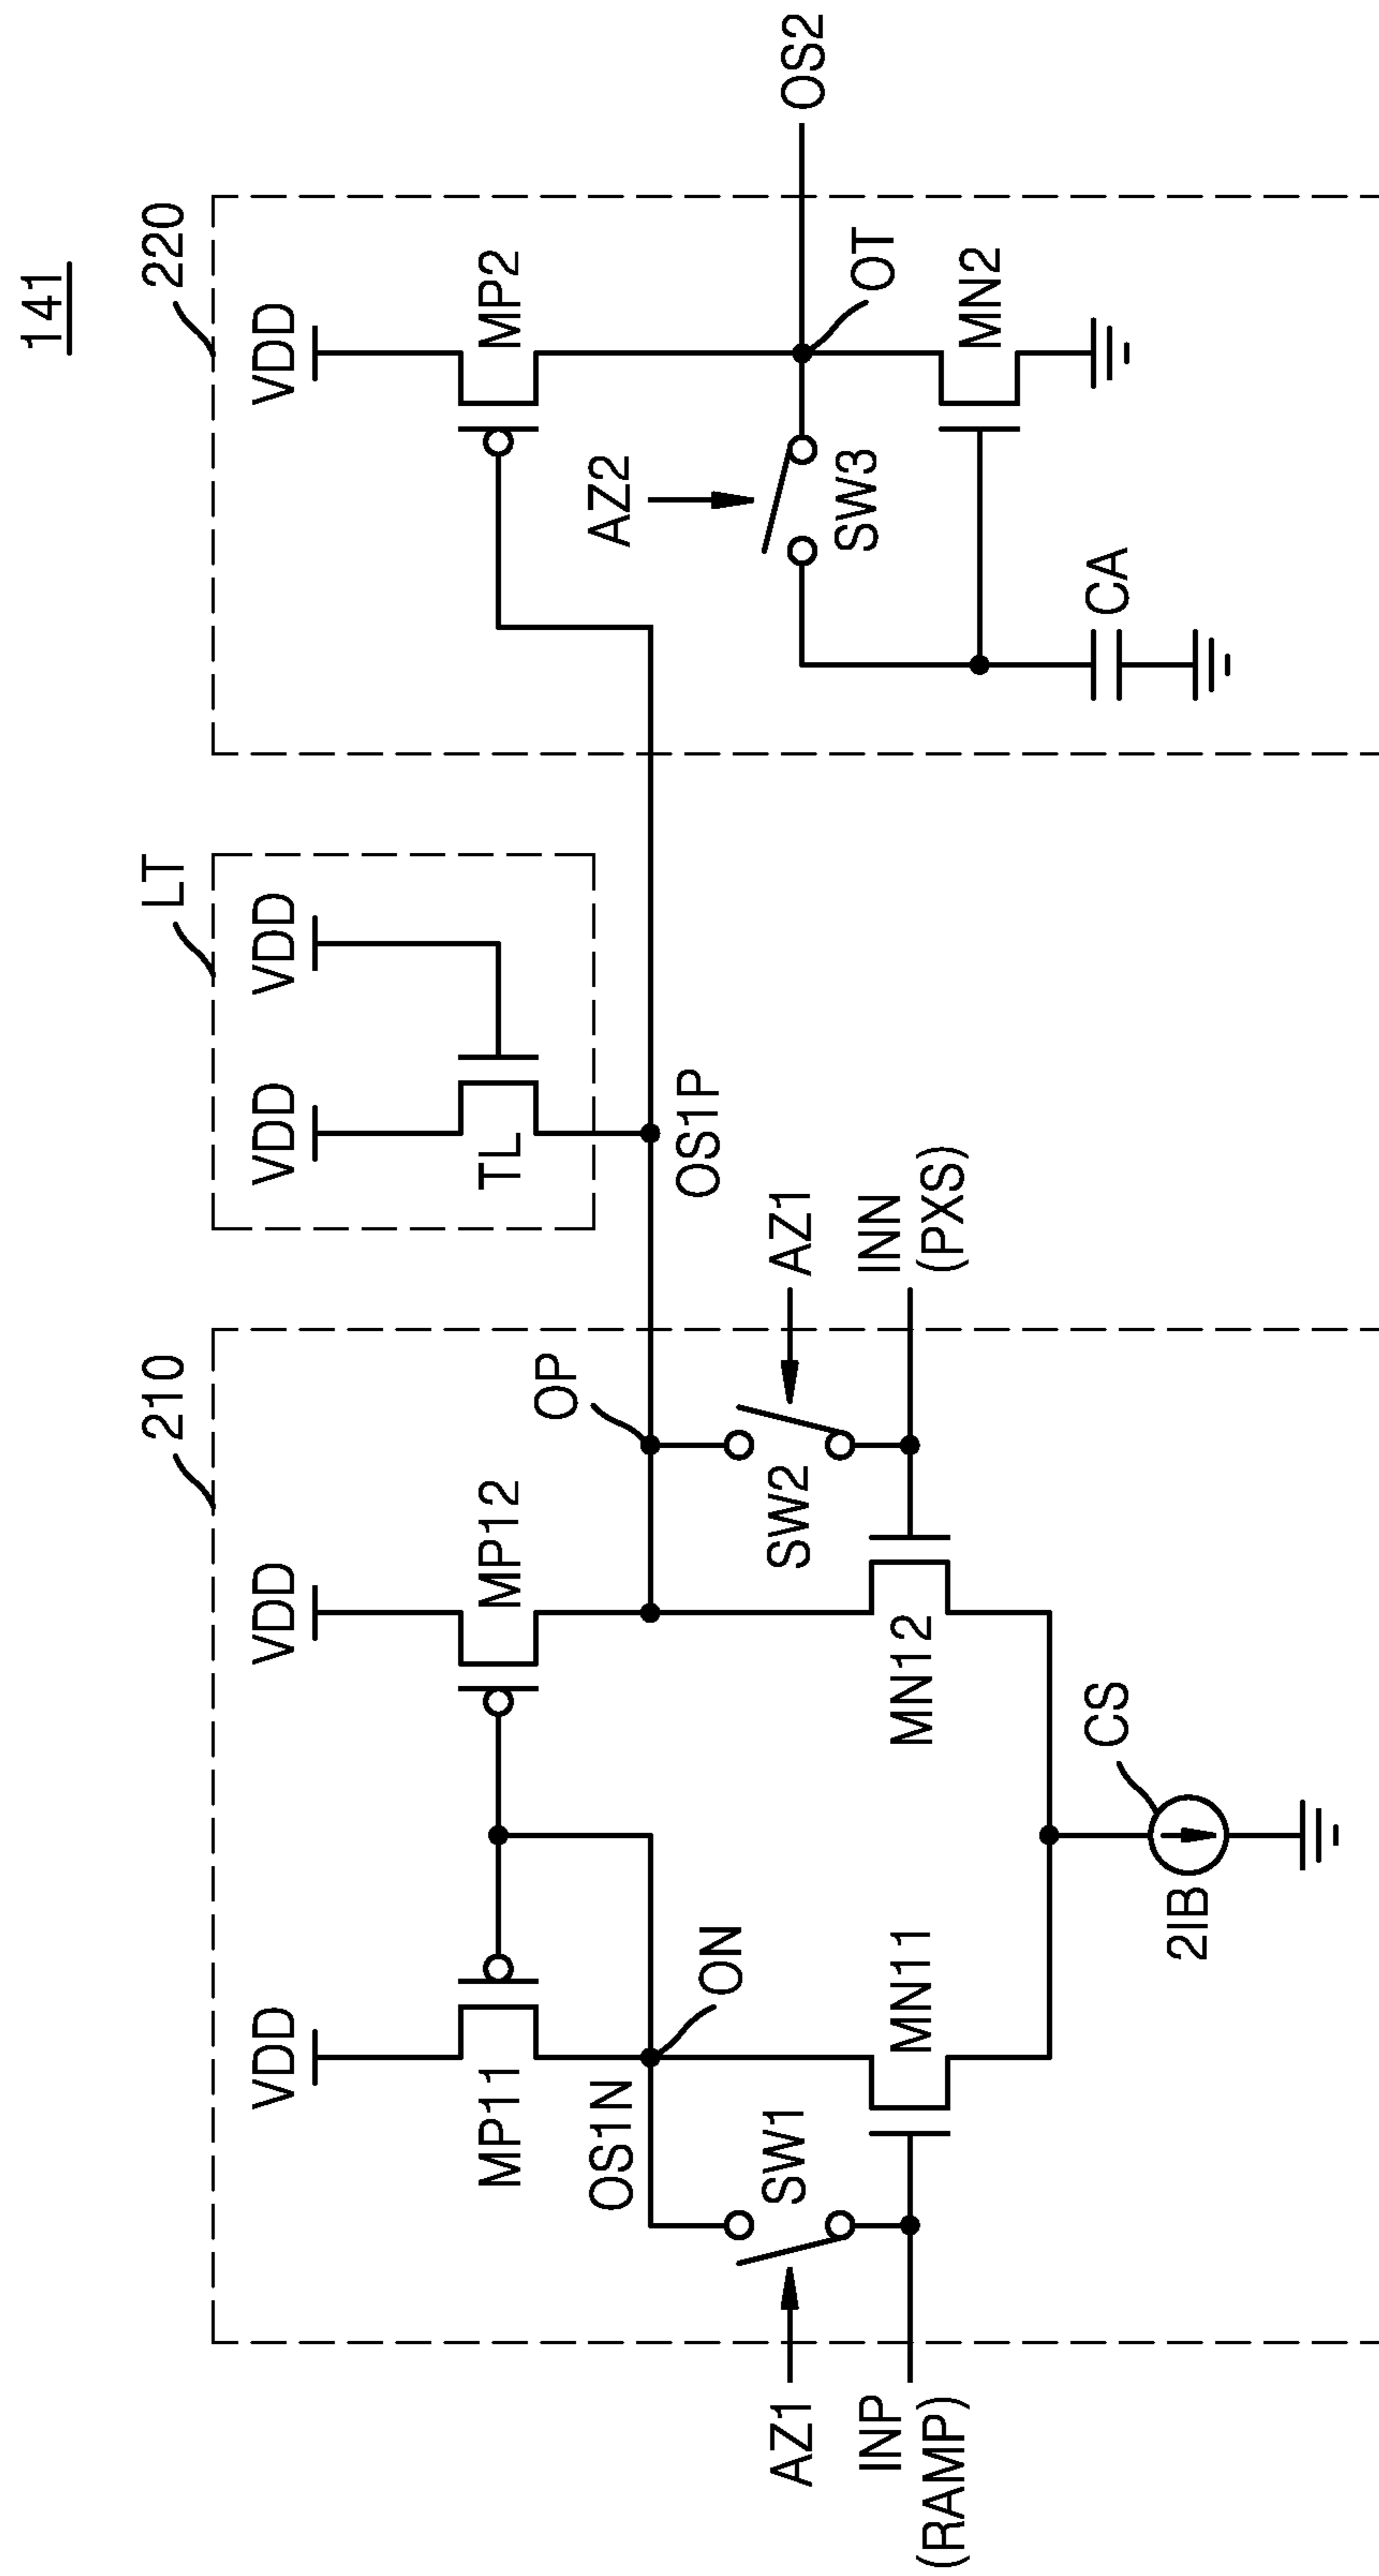 141
210
LT
220
VDD
VDD
VDD
VDD
VDD
MP11
MP12
TL
MP2
OS1N
ON
OP
OS1P
AZ2
OS2
OT
AZ1
SW1
SW2
AZ1
SW3
INP
(RAMP)
MN11
MN12
INN
(PXS)
MN2
CS
CA
2IB